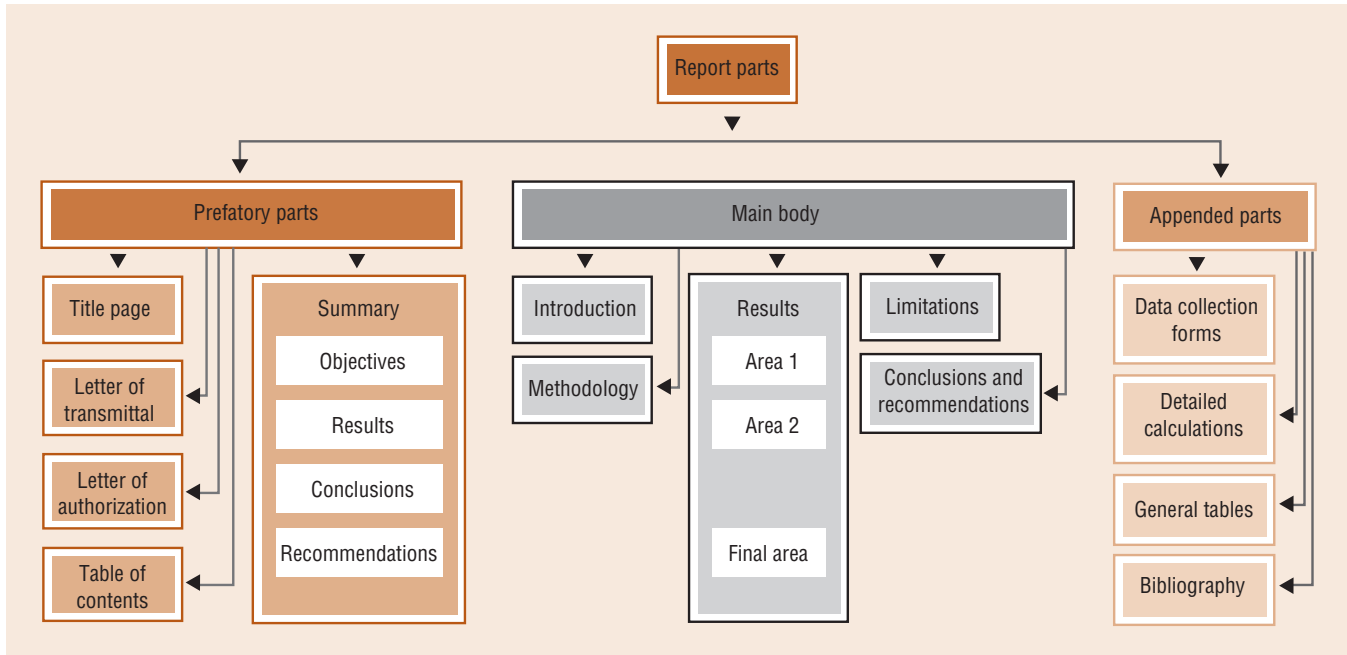 Report parts
Prefatory parts
Main body
Appended parts
Title page
Letter of
transmittal
Letter of
authorization
Table of
contents
Summary
Objectives
Results
Conclusions
Recommendations
Introduction
Methodology
Results
Area 1
Area 2
Final area
Limitations
Conclusions and
recommendations
Data collection
forms
Detailed
calculations
General tables
Bibliography